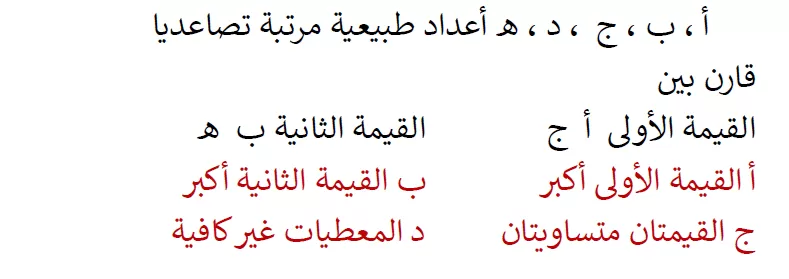 أ ، ب ، ج ، د ، ه أعداد طبيعية مرتبة تصاعديا
قارن بين
القيمة الأولى أ ج القيمة الثانية ب ه
أ القيمة الأولى أكبر ب القيمة الثانية أكبر
ج القيمتان متساويتان د المعطيات غير كافية